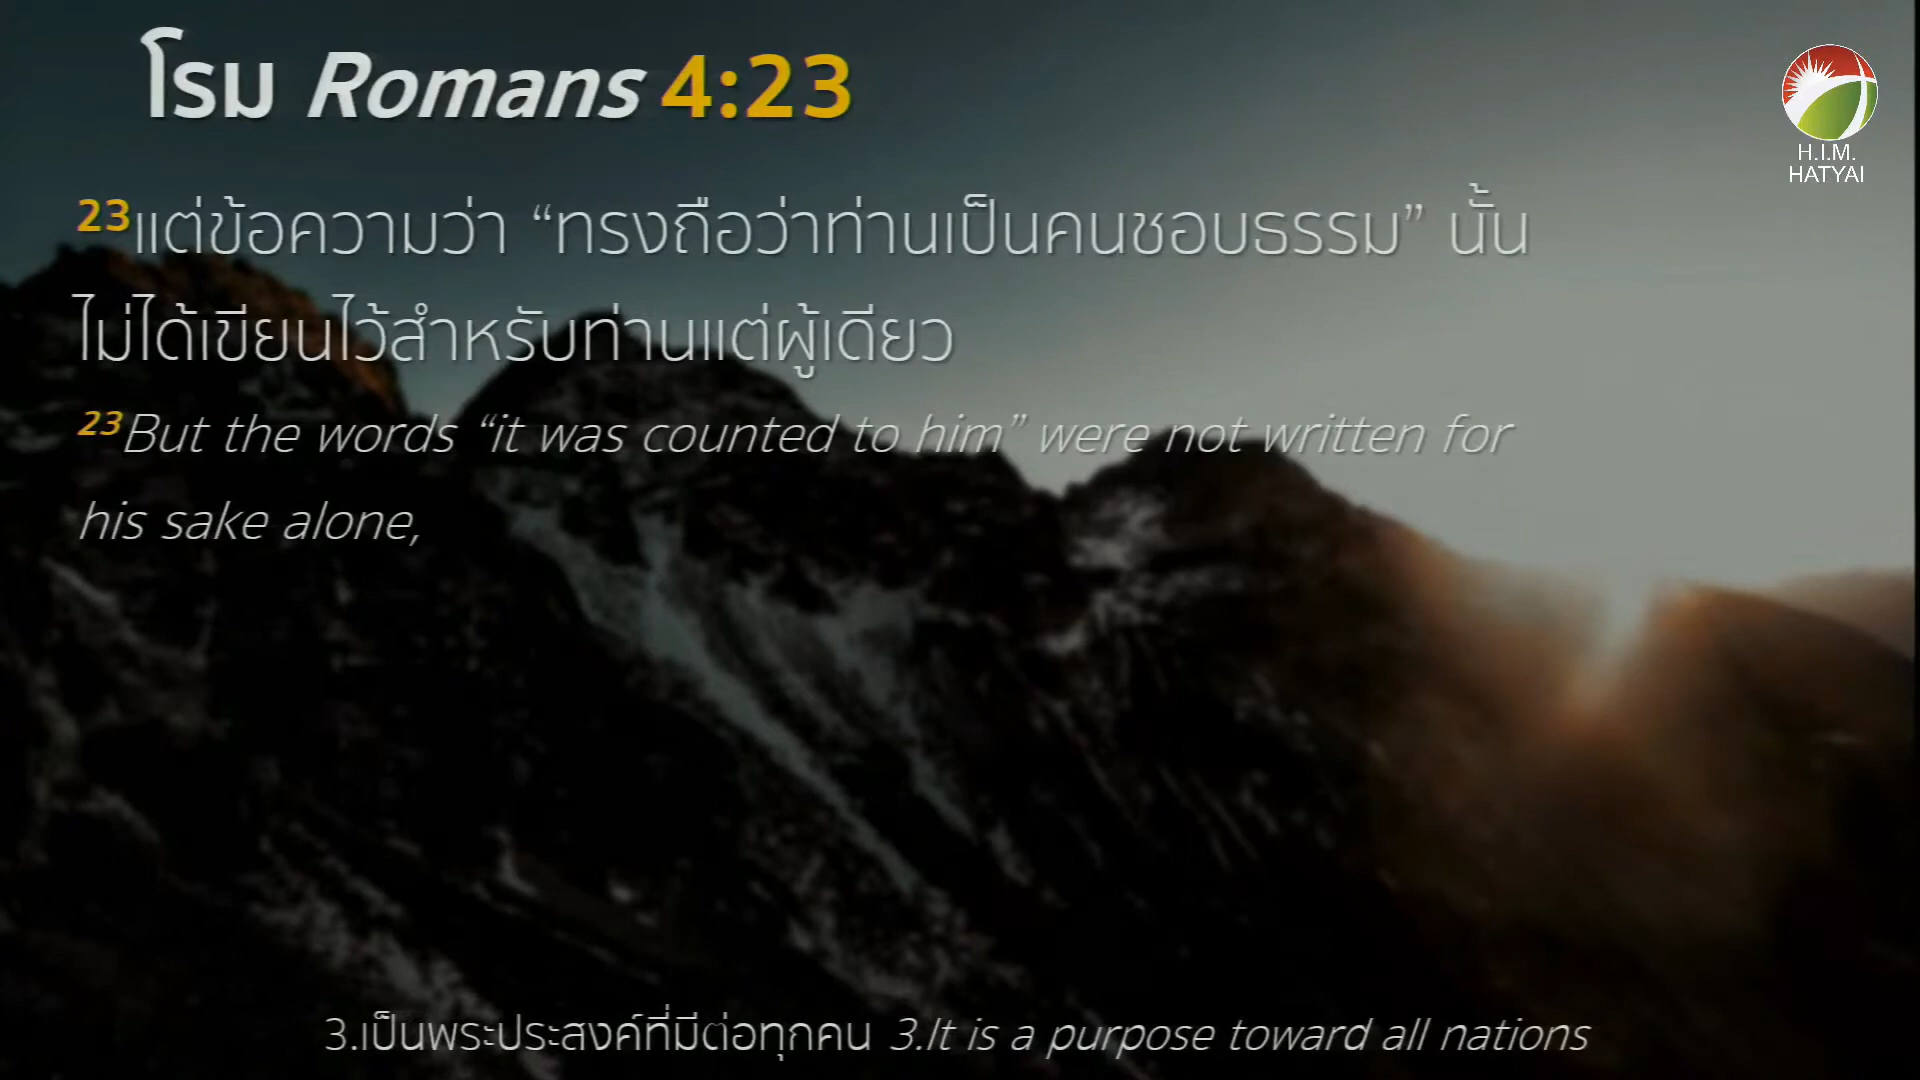 โรม Romans 4:23
H.I.M.
HATYAI
23แต่ข้อความว่า “ทรงถือว่าท่านเป็นคนชอบธรรม” นั้น
ไม่ได้เขียนไว้สำหรับท่านแต่ผู้เดียว
23But the words “it was counted to him” were not written for
his sake alone,
3.เป็นพระประสงค์ที่มีต่อทุกคน 3.It is a purpose toward all nations